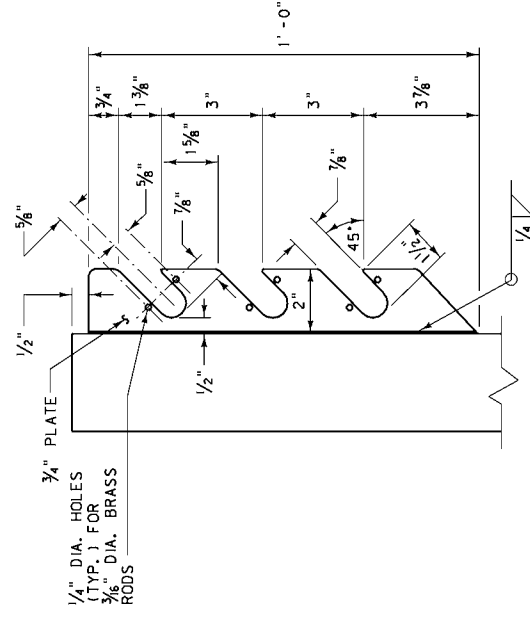 1/2"
5/8"
3/4"
1 3/8"
3"
3"
3 7/8"
1' - 0"
3/4" PLATE
1/4" DIA. HOLES
(TYP.) FOR
3/16" DIA. BRASS
RODS
5/8"
7/8"
1 5/8"
1/2"
2"
7/8"
45°
1 1/2"
1/4